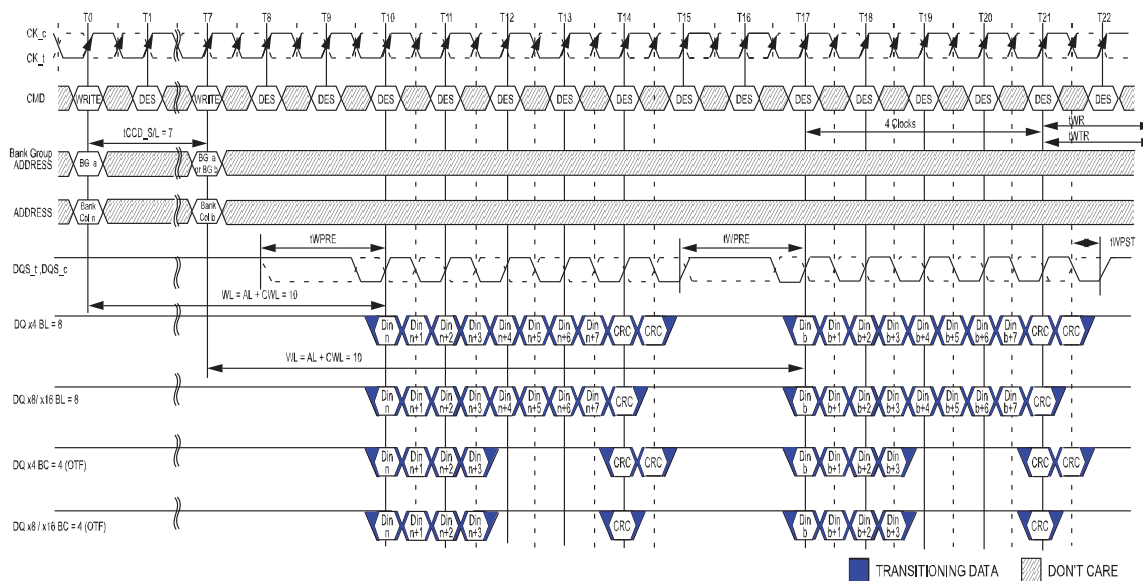 T0 T1 T7 T8 T9 T10 T11 T12 T13 T14 T15 T16 T17 T18 T19 T20 T21 T22
CK_c
CK_t
CMD WRITE DES WRITE DES DES DES DES DES DES DES DES DES DES DES DES DES DES DES
tCCD_S/L = 7
4 Clocks
tWR
tWTR
Bank Group
ADDRESS
BG a
BG a
or BG b
ADDRESS
Bank
Col n
Bank
Col b
tWPRE
tWPRE
tWPST
DQS_t ,DQS_c
WL = AL + CWL = 10
DQ x4 BL = 8
Din n Din n+1 Din n+2 Din n+3 Din n+4 Din n+5 Din n+6 Din n+7 CRC CRC Din b Din b+1 Din b+2 Din b+3 Din b+4 Din b+5 Din b+6 Din b+7 CRC CRC
WL = AL + CWL = 10
DQ x8/ x16 BL = 8
Din n Din n+1 Din n+2 Din n+3 Din n+4 Din n+5 Din n+6 Din n+7 CRC Din b Din b+1 Din b+2 Din b+3 Din b+4 Din b+5 Din b+6 Din b+7 CRC
DQ x4 BC = 4 (OTF)
Din n Din n+1 Din n+2 Din n+3 CRC CRC Din b Din b+1 Din b+2 Din b+3 CRC CRC
DQ x8 / x16 BC = 4 (OTF)
Din n Din n+1 Din n+2 Din n+3 CRC Din b Din b+1 Din b+2 Din b+3 CRC
TRANSITIONING DATA
DON'T CARE